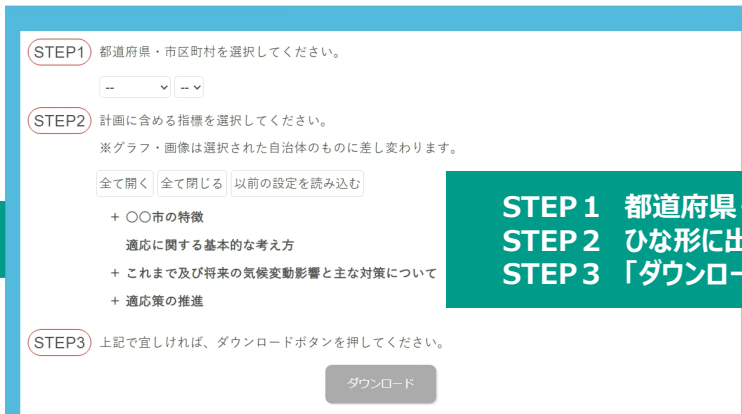 STEP1) 都道府県・市区町村を選択してください。
-- --
STEP2) 計画に含める指標を選択してください。
※グラフ・画像は選択された自治体のものに差し変わります。
全て開く 全て閉じる 以前の設定を読み込む
+ 〇〇市の特徴
適応に関する基本的な考え方
+ これまで及び将来の気候変動影響と主な対策について
+ 適応策の推進
STEP3) 上記で宜しければ、ダウンロードボタンを押してください。
ダウンロード
STEP1 都道府県
STEP2 ひな形に出
STEP3 「ダウンロー